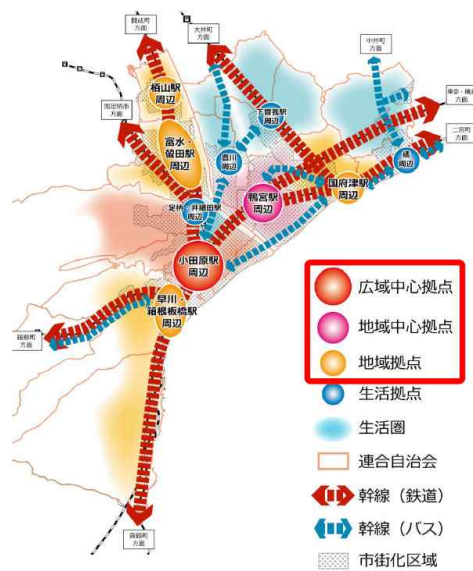 開成町
方面
大井町
方面
中井町
方面
南足柄市
方面
栢山駅
周辺
下曽我駅
周辺
東京・横浜
方面
二宮町
方面
富水・
螢田駅
周辺
豊川
周辺
橘
周辺
足柄・井細田駅
周辺
鴨宮駅
周辺
国府津駅
周辺
小田原駅
周辺
早川・
箱根板橋駅
周辺
箱根町
方面
真鶴町
方面
広域中心拠点
地域中心拠点
地域拠点
生活拠点
生活圏
連合自治会
幹線（鉄道）
幹線（バス）
市街化区域